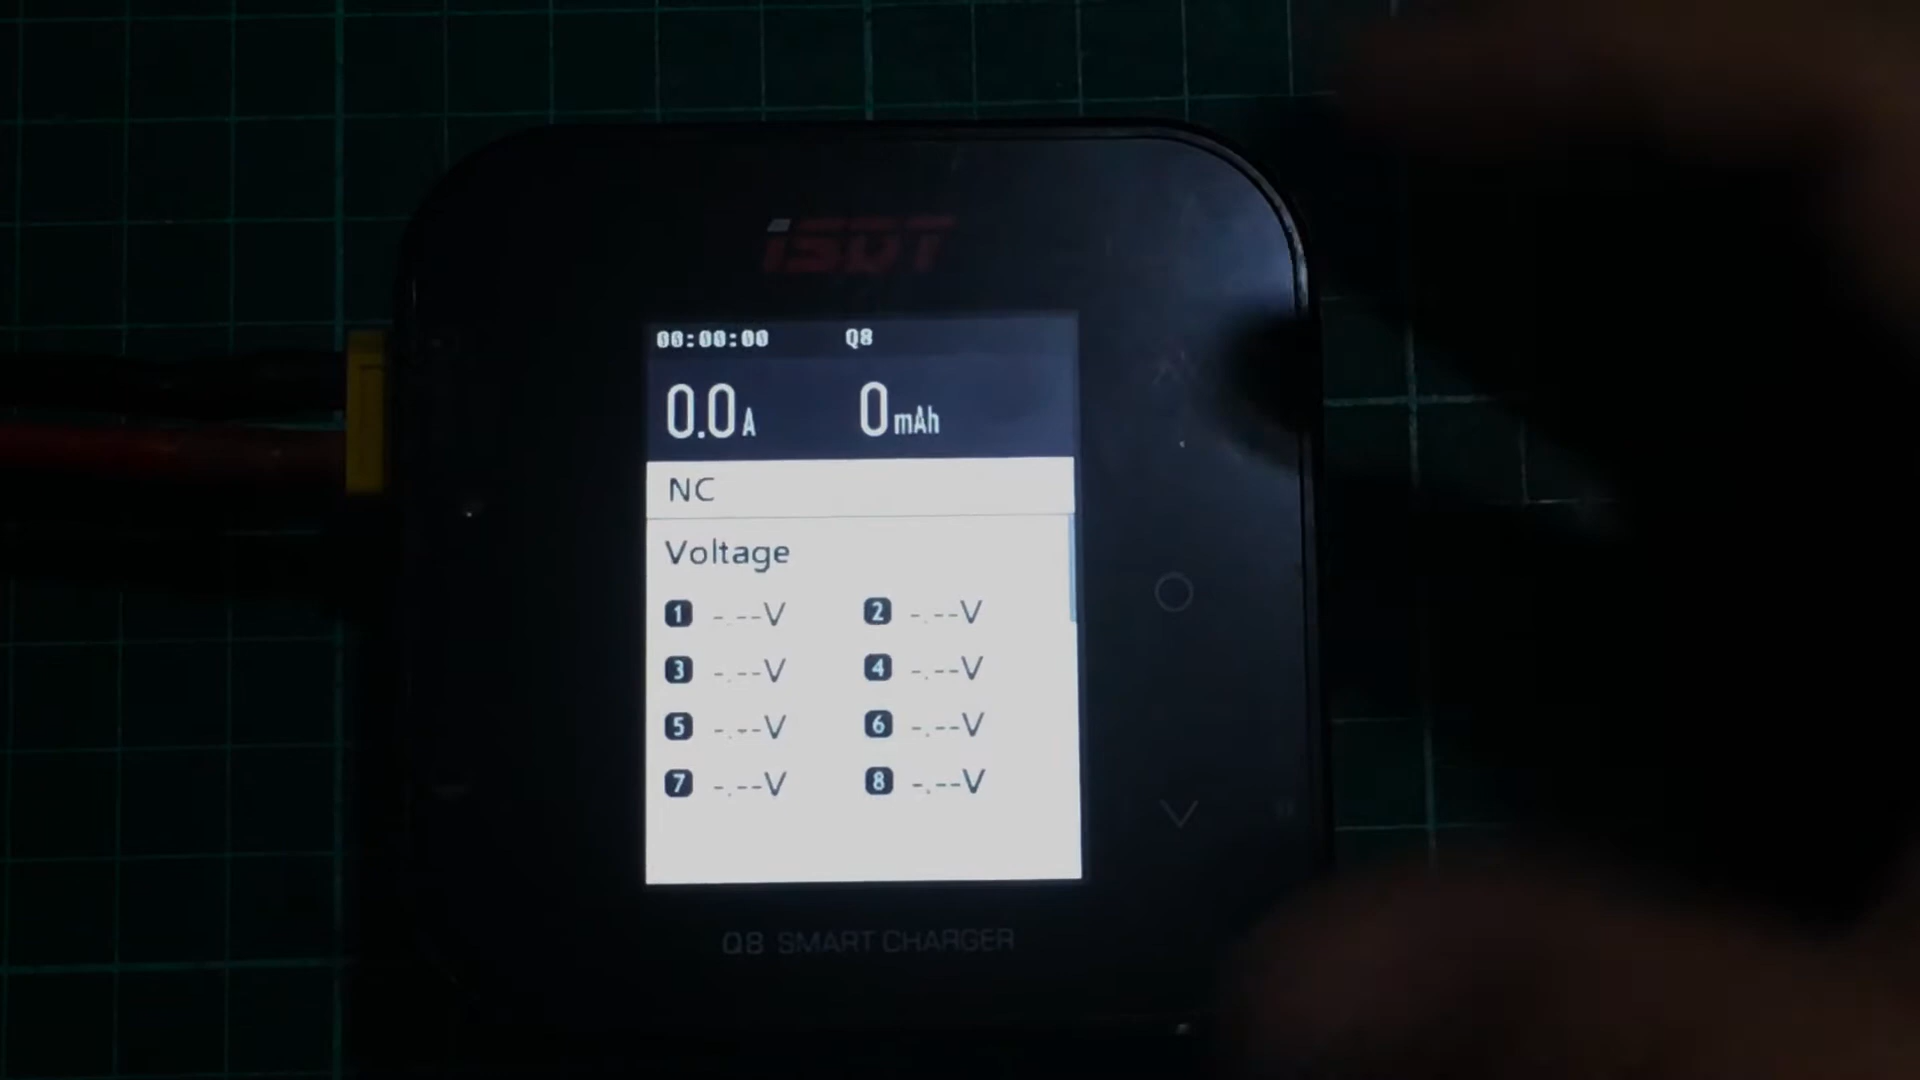 iSDT
00:00:00 Q8
0.0A 0mAh
NC
Voltage
1 -.--V 2 -.--V
3 -.--V 4 -.--V
5 -.--V 6 -.--V
7 -.--V 8 -.--V
Q8 SMART CHARGER